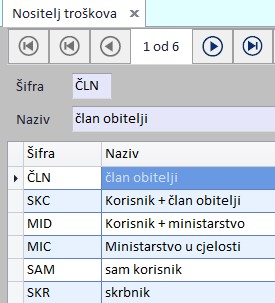 Nositelj troškova
1 od 6
Šifra ČLN
Naziv član obitelji
Šifra Naziv
ČLN član obitelji
SKC Korisnik + član obitelji
MID Korisnik + ministarstvo
MIC Ministarstvo u cjelosti
SAM sam korisnik
SKR skrbnik